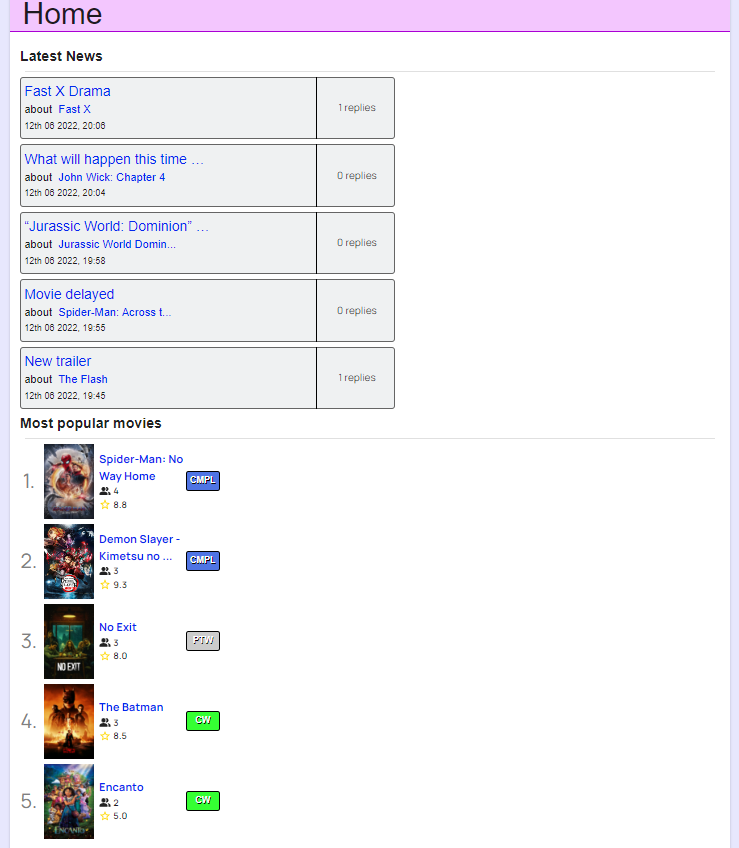 Home
Latest News
Fast X Drama
about Fast X
12th 06 2022, 20:06
1 replies
What will happen this time ...
about John Wick: Chapter 4
12th 06 2022, 20:04
0 replies
“Jurassic World: Dominion” ...
about Jurassic World Domin...
12th 06 2022, 19:58
0 replies
Movie delayed
about Spider-Man: Across t...
12th 06 2022, 19:55
0 replies
New trailer
about The Flash
12th 06 2022, 19:45
1 replies
Most popular movies
1.
Spider-Man: No
Way Home
4
8.8
CMPL
2.
Demon Slayer -
Kimetsu no ...
3
9.3
CMPL
3.
NO EXIT
No Exit
3
8.0
PTW
4.
The Batman
3
8.5
CW
5.
ENCANTO
Encanto
2
5.0
CW